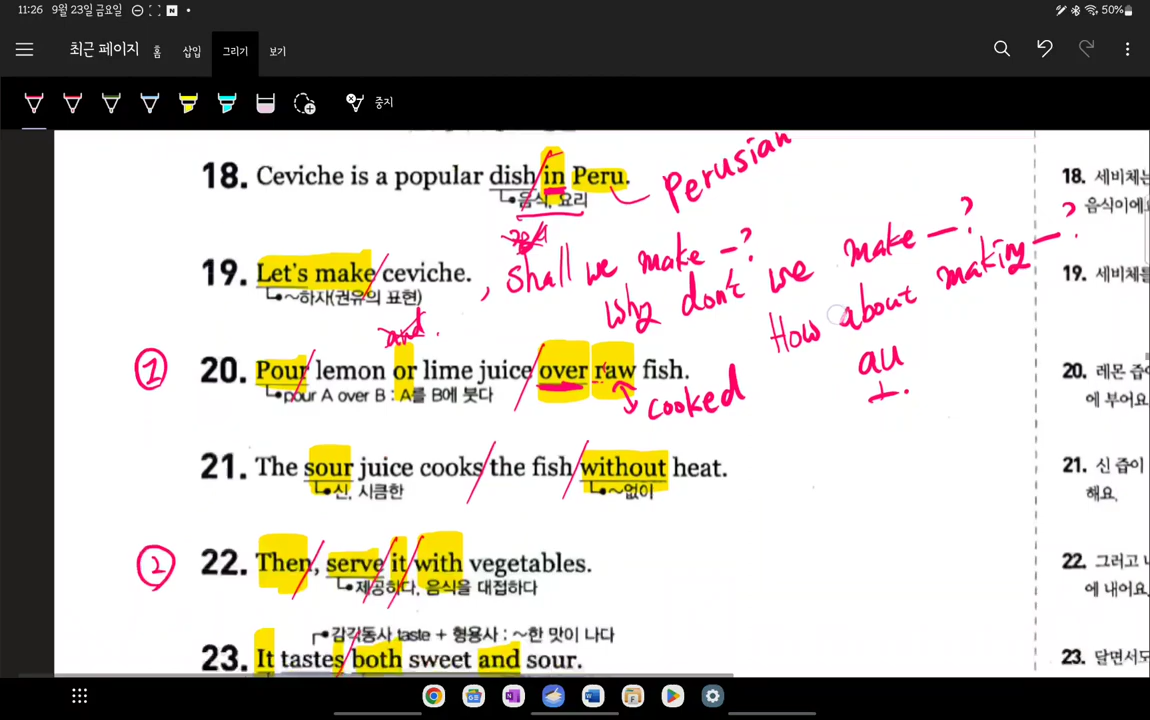 11:26 9월 23일 금요일 N 50%
최근 페이지 홈 삽입 그리기 보기
중지
18. Ceviche is a popular dish in Peru.
음식, 요리
Perusian
19. Let's make ceviche.
~하자(권유의 표현)
, Shall we make —?
Why don't we make —?
How about making —?
and.
20. Pour lemon or lime juice over raw fish.
pour A over B : A를 B에 붓다
cooked
①
21. The sour juice cooks the fish without heat.
신, 시큼한
~없이
② 22. Then, serve it with vegetables.
제공하다, 음식을 대접하다
감각동사 taste + 형용사 : ~한 맛이 나다
23. It tastes both sweet and sour.
18. 세비체는
음식이에요
19. 세비체를
20. 레몬 즙
에 부어요
21. 신 즙이
해요.
22. 그러고 나
에 내어요.
23. 달면서도